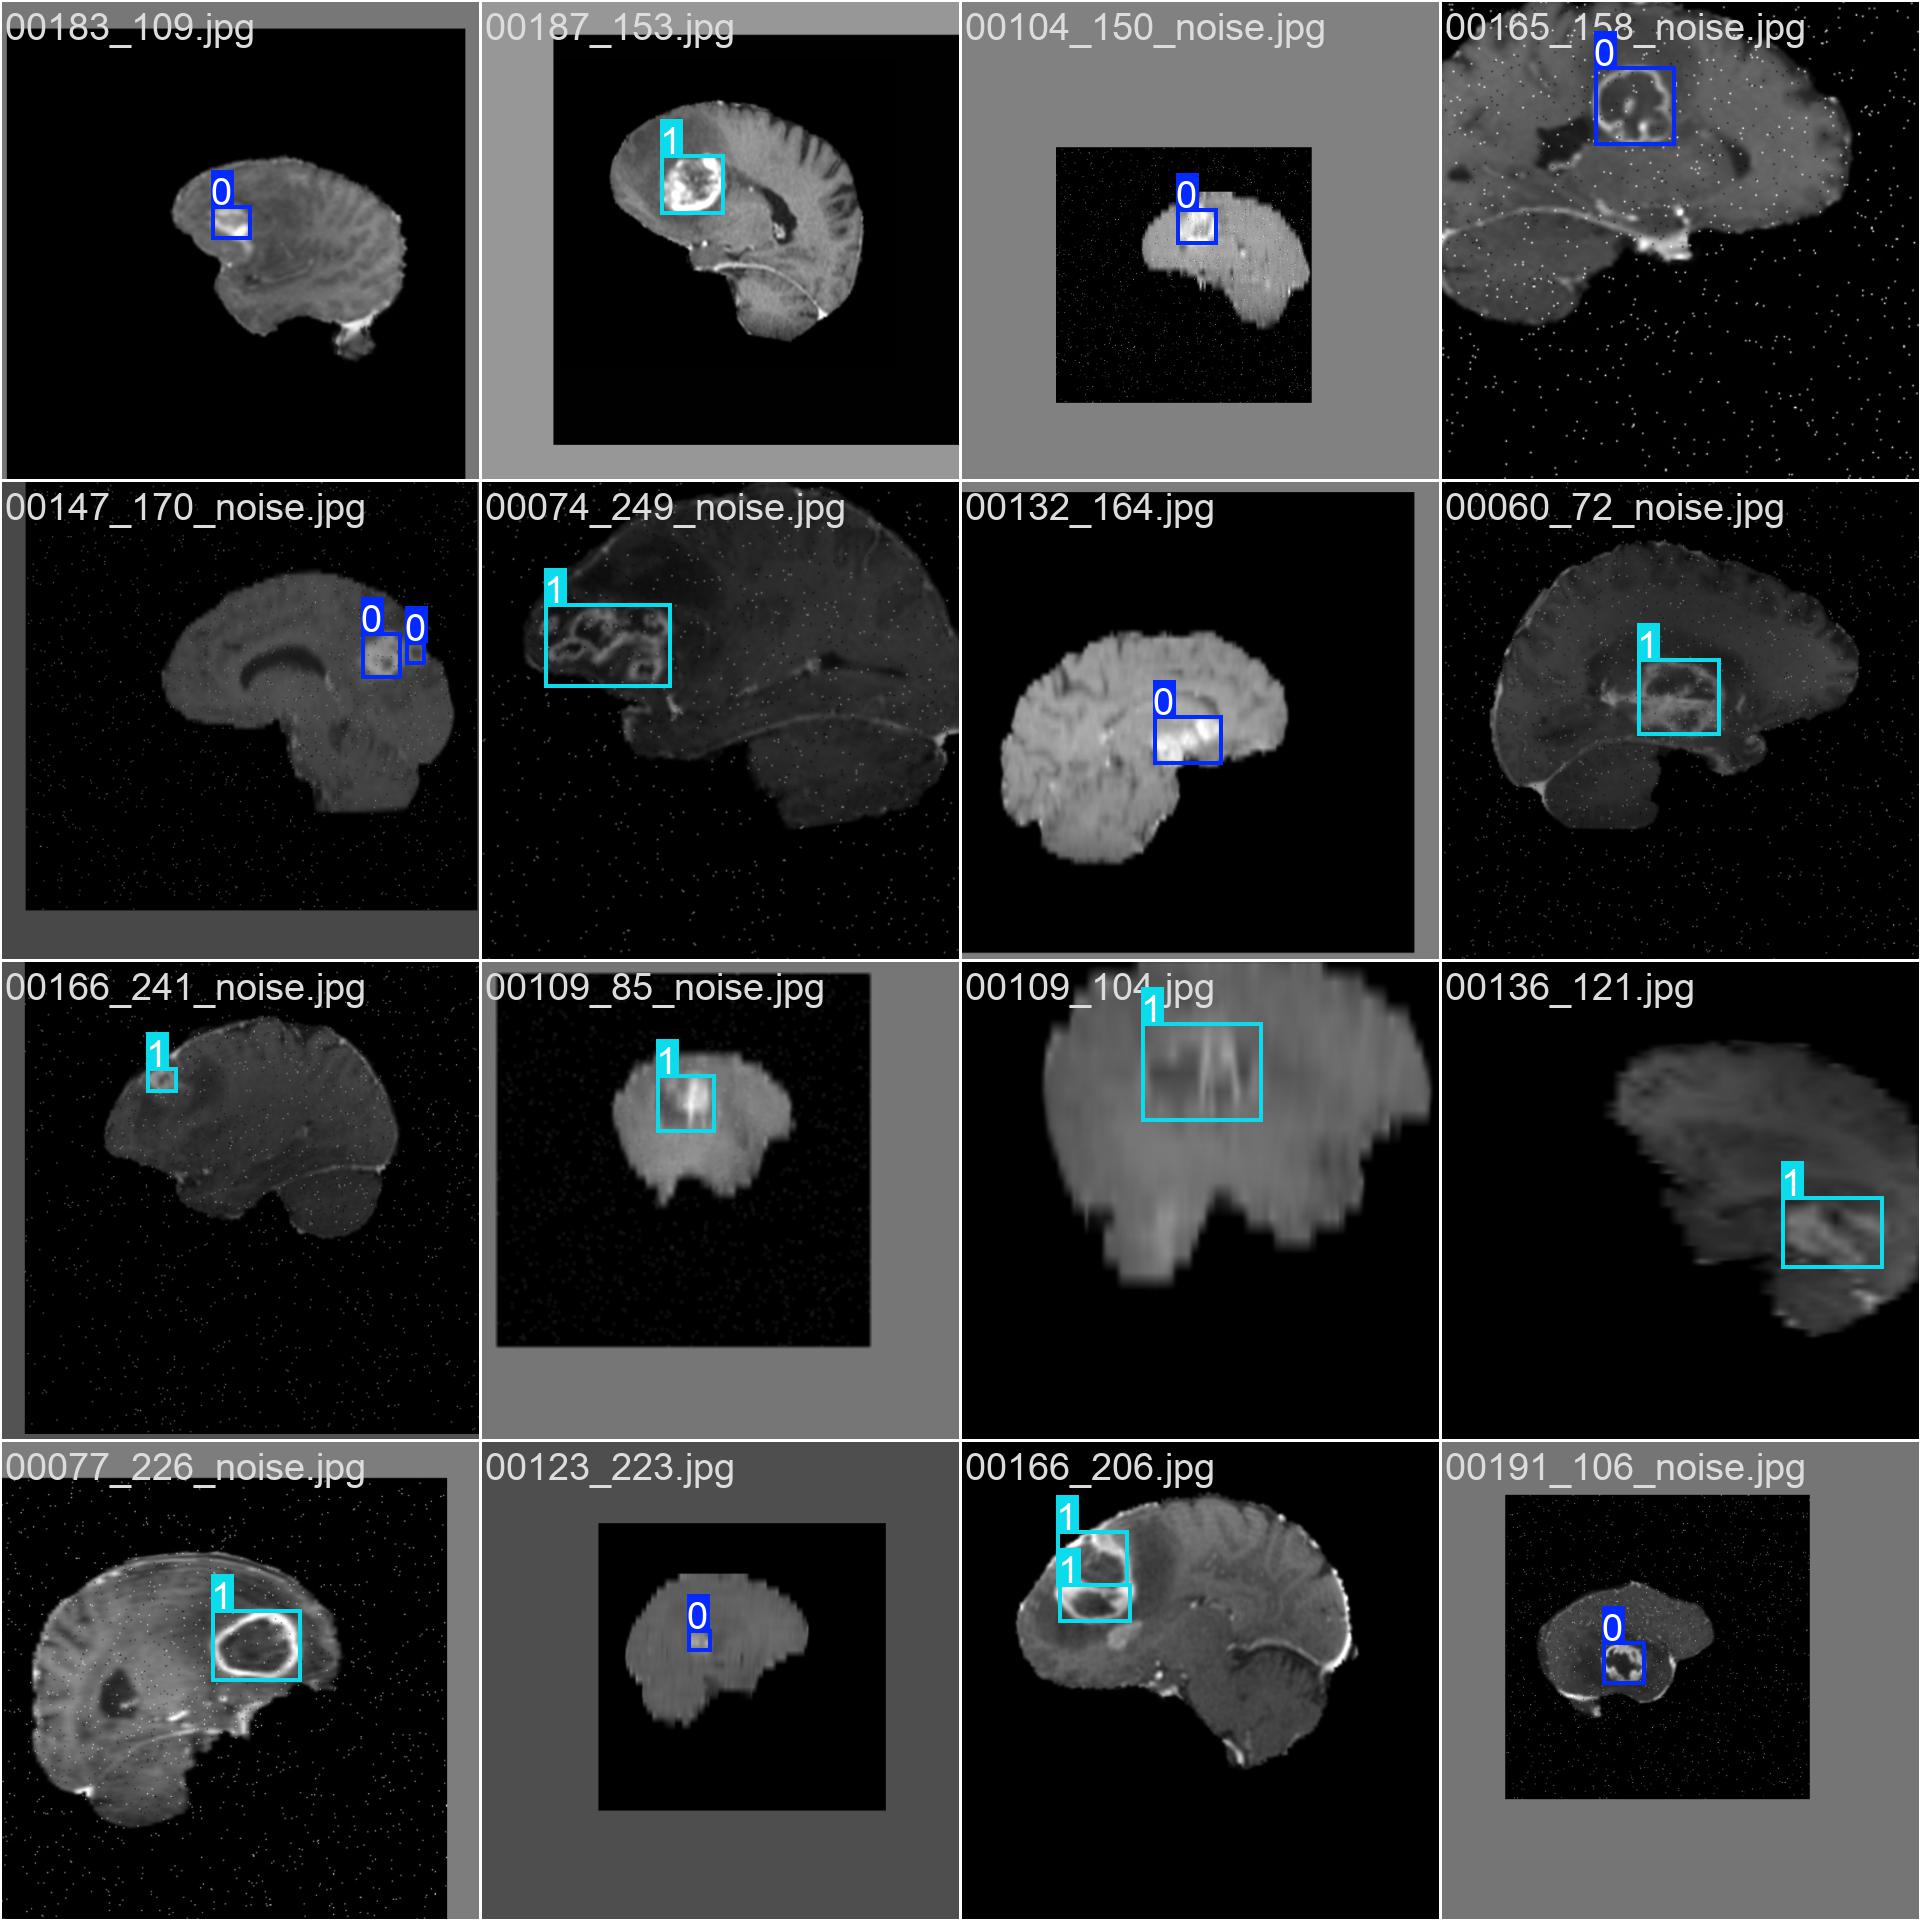 00183_109.jpg
0
00187_153.jpg
1
00104_150_noise.jpg
0
00165_158_noise.jpg
0
00147_170_noise.jpg
0
0
00074_249_noise.jpg
1
00132_164.jpg
0
00060_72_noise.jpg
1
00166_241_noise.jpg
1
00109_85_noise.jpg
1
00109_104.jpg
1
00136_121.jpg
1
00077_226_noise.jpg
1
00123_223.jpg
0
00166_206.jpg
1
1
00191_106_noise.jpg
0